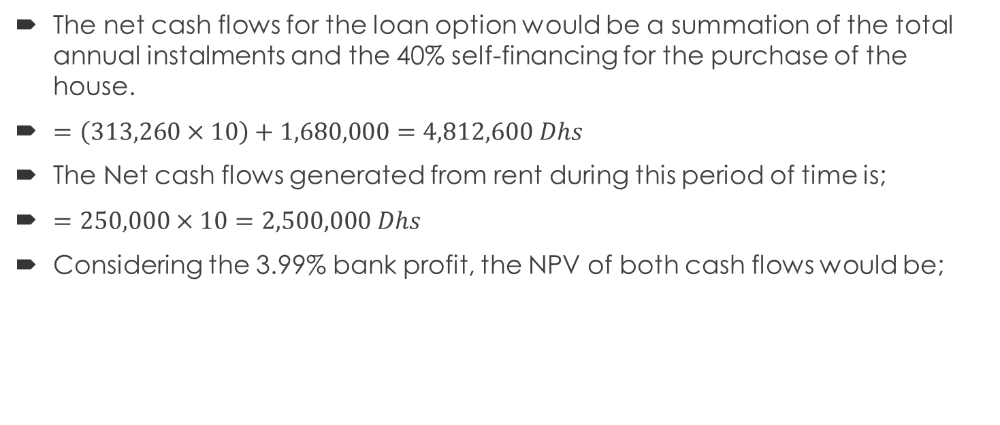 The net cash flows for the loan option would be a summation of the total
annual instalments and the 40% self-financing for the purchase of the
house.
= (313,260 × 10) + 1,680,000 = 4,812,600 Dhs
The Net cash flows generated from rent during this period of time is;
= 250,000 × 10 = 2,500,000 Dhs
Considering the 3.99% bank profit, the NPV of both cash flows would be;